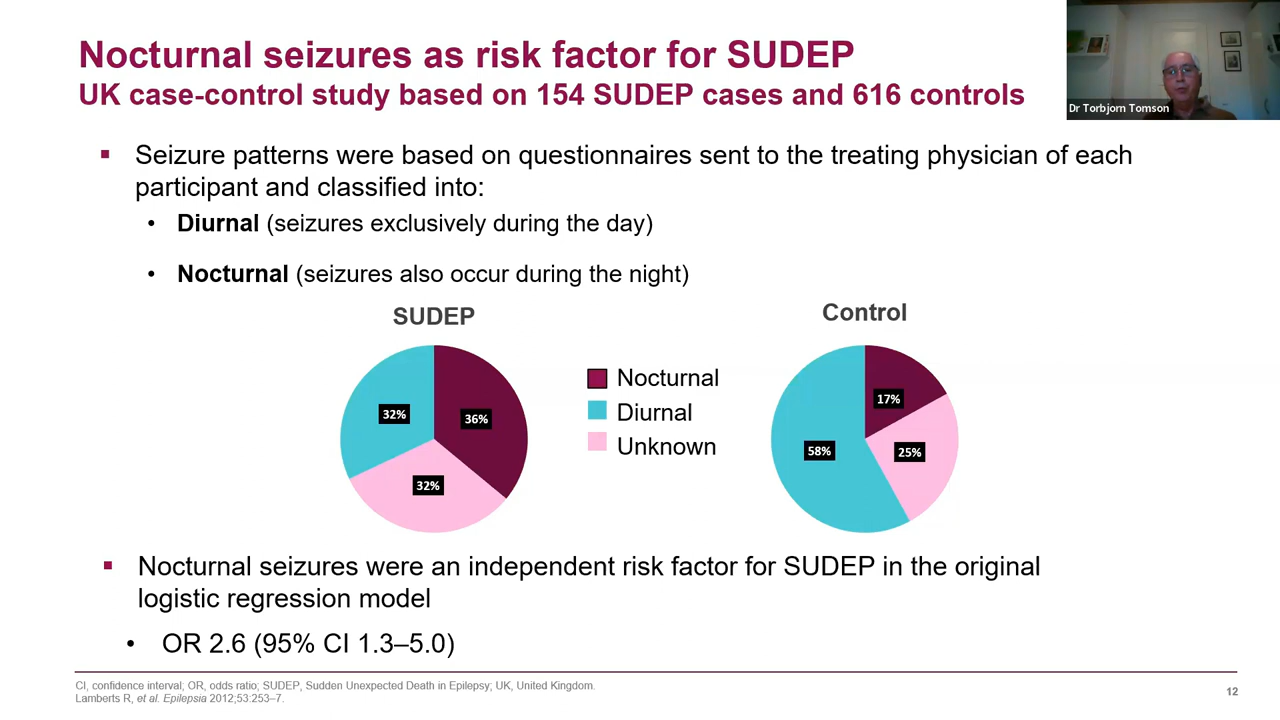 Nocturnal seizures as risk factor for SUDEP
UK case-control study based on 154 SUDEP cases and 616 controls
Dr Torbjorn Tomson
▪ Seizure patterns were based on questionnaires sent to the treating physician of each
participant and classified into:
• Diurnal (seizures exclusively during the day)
• Nocturnal (seizures also occur during the night)
SUDEP
32%
36%
32%
Nocturnal
Diurnal
Unknown
Control
17%
58%
25%
▪ Nocturnal seizures were an independent risk factor for SUDEP in the original
logistic regression model
• OR 2.6 (95% CI 1.3–5.0)
CI, confidence interval; OR, odds ratio; SUDEP, Sudden Unexpected Death in Epilepsy; UK, United Kingdom.
Lamberts R, et al. Epilepsia 2012;53:253–7.
12